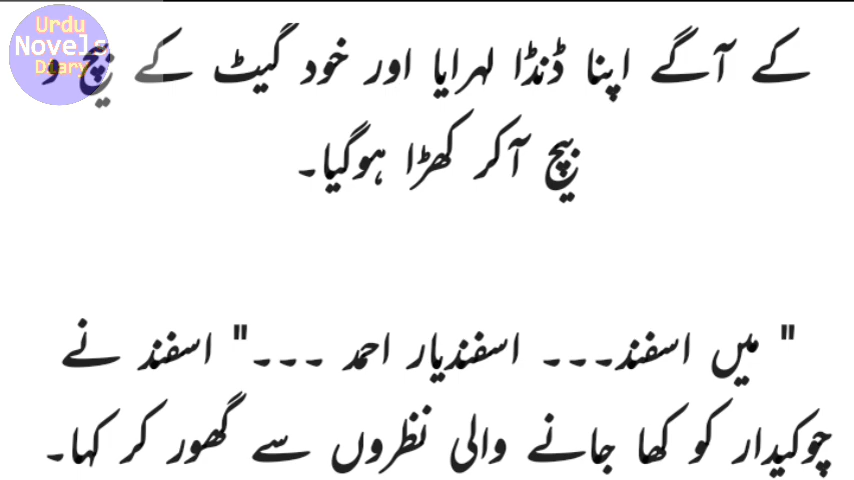 Urdu
Novels
Diary
کے آگے اپنا ڈنڈا لہرایا اور خود گیٹ کے بیچ و
بیچ آکر کھڑا ہوگیا۔
" میں اسفند۔۔۔ اسفندیار احمد ۔۔۔" اسفند نے
چوکیدار کو کھا جانے والی نظروں سے گھور کر کہا۔